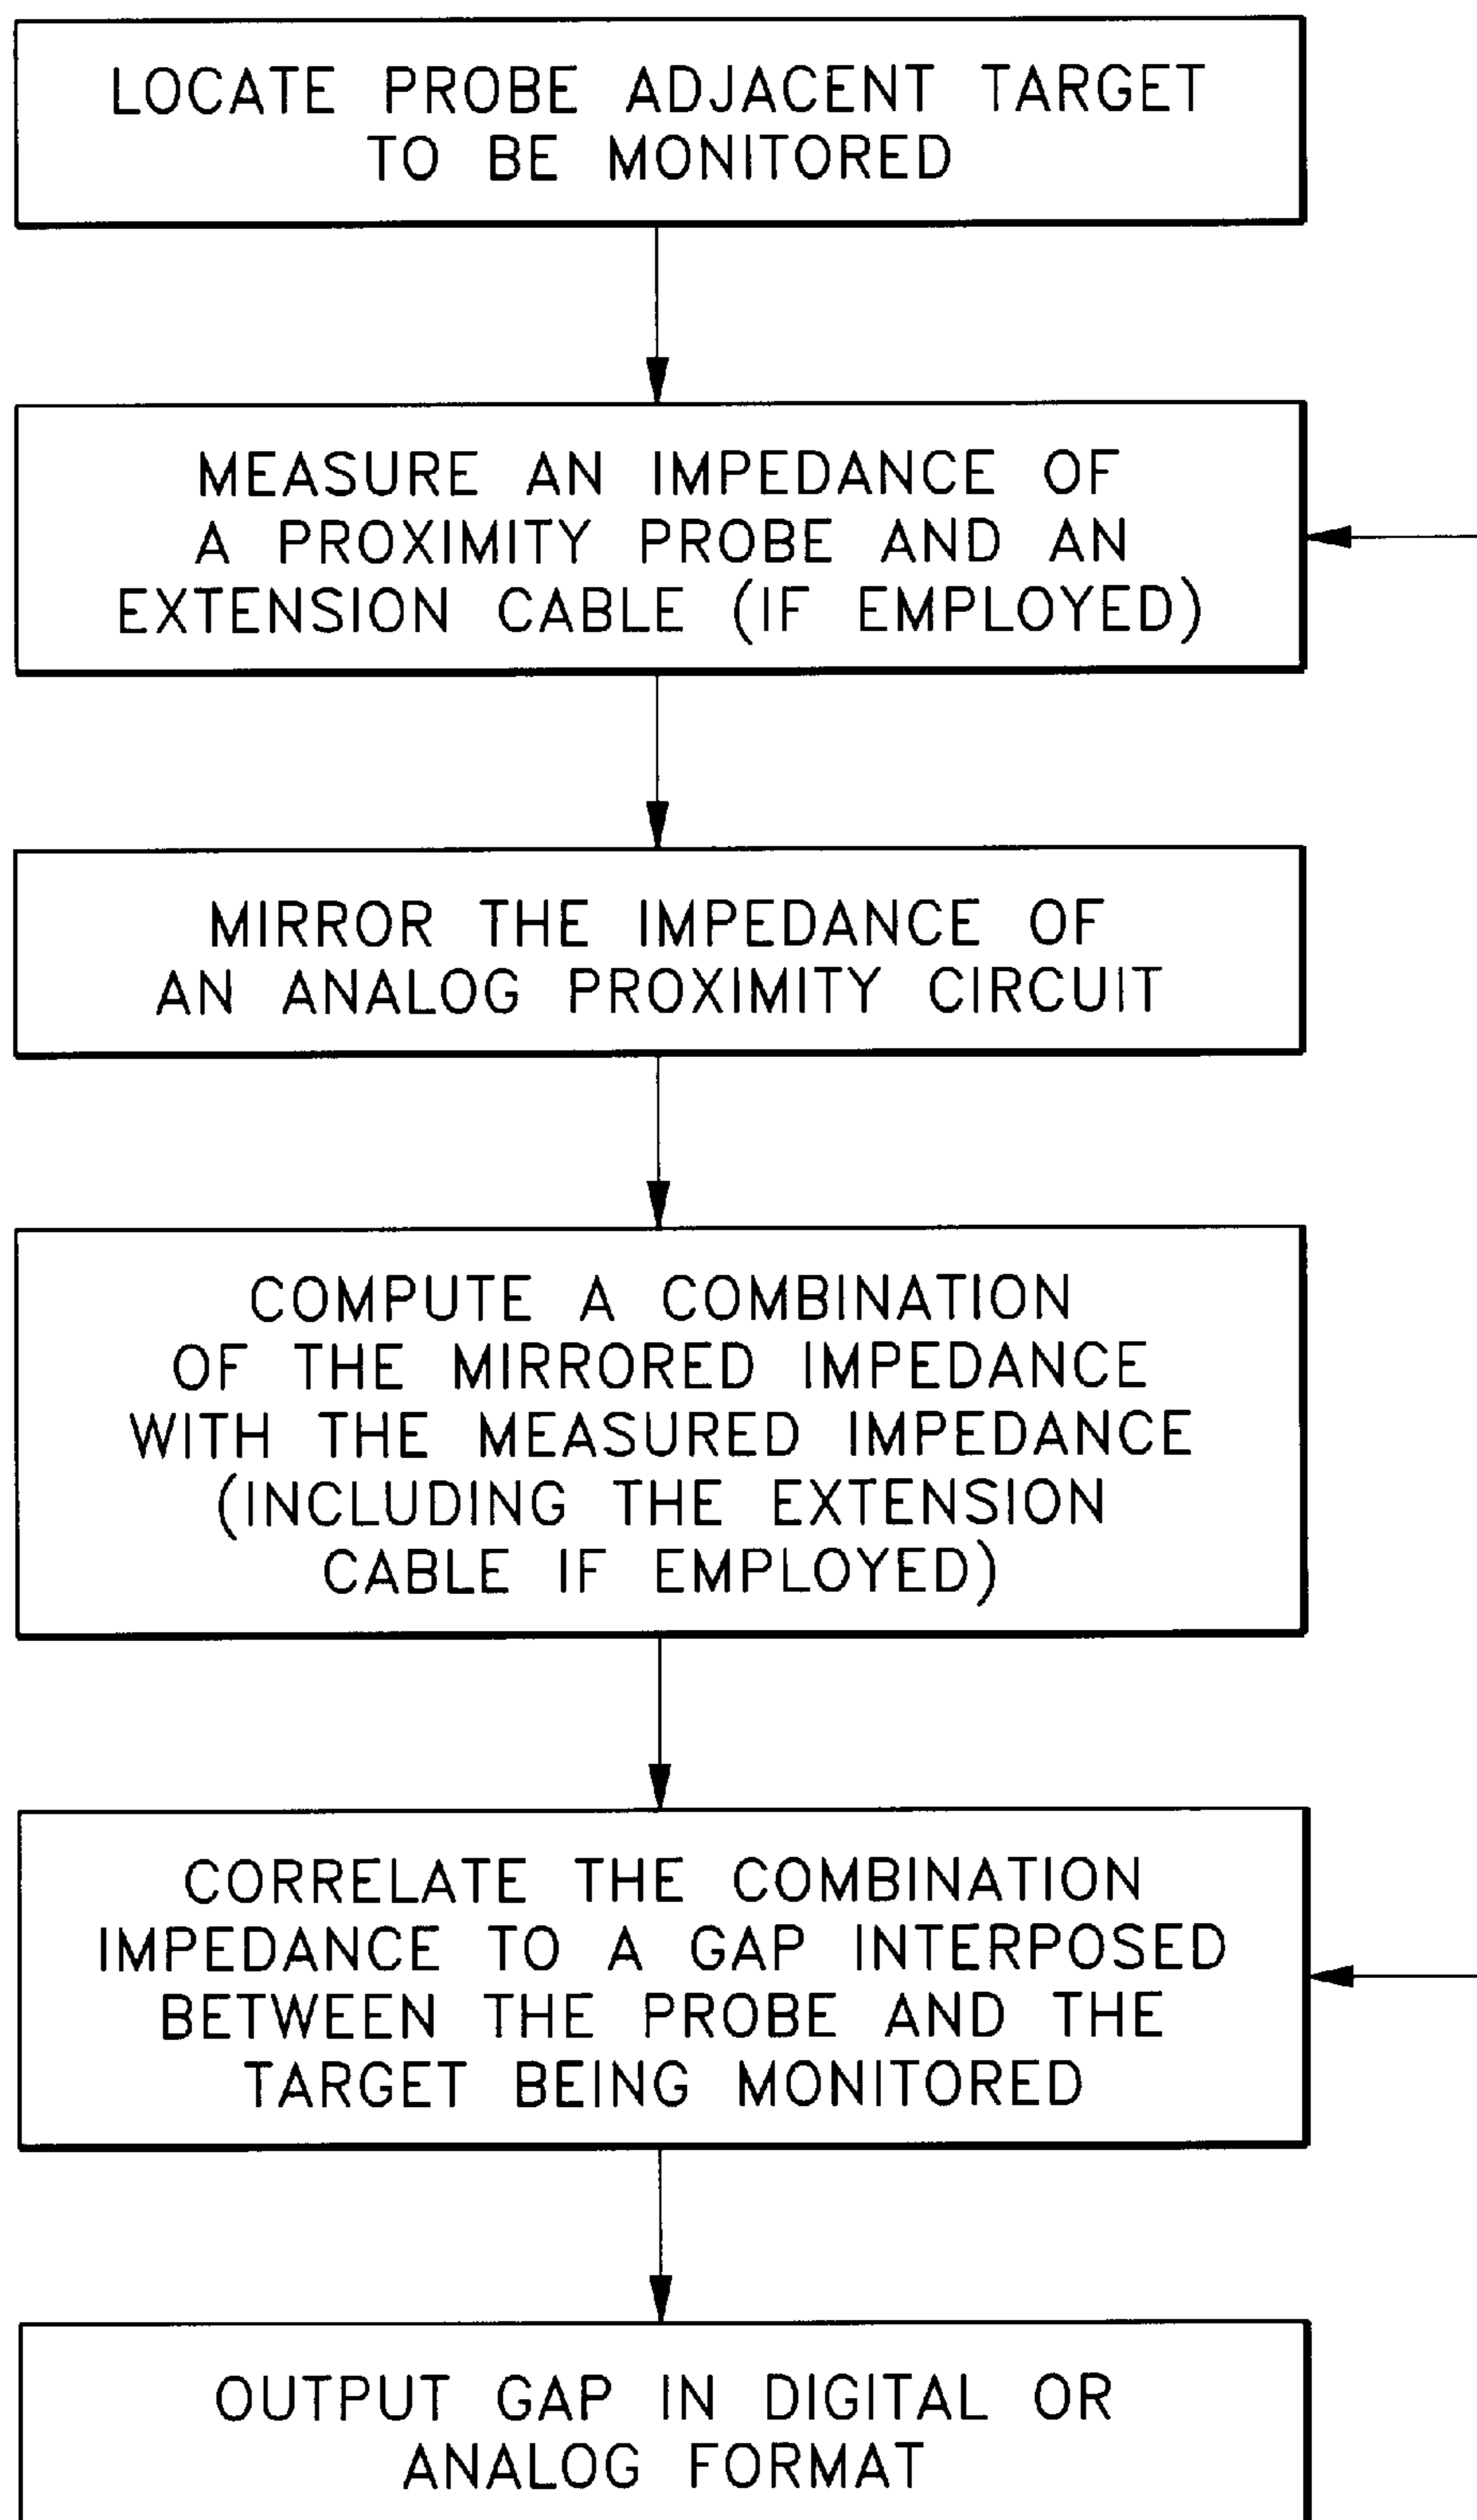 LOCATE PROBE ADJACENT TARGET
TO BE MONITORED
MEASURE AN IMPEDANCE OF
A PROXIMITY PROBE AND AN
EXTENSION CABLE (IF EMPLOYED)
MIRROR THE IMPEDANCE OF
AN ANALOG PROXIMITY CIRCUIT
COMPUTE A COMBINATION
OF THE MIRRORED IMPEDANCE
WITH THE MEASURED IMPEDANCE
(INCLUDING THE EXTENSION
CABLE IF EMPLOYED)
CORRELATE THE COMBINATION
IMPEDANCE TO A GAP INTERPOSED
BETWEEN THE PROBE AND THE
TARGET BEING MONITORED
OUTPUT GAP IN DIGITAL OR
ANALOG FORMAT